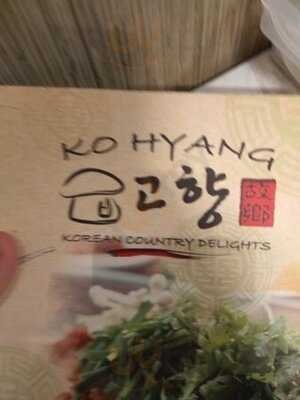 KO HYANG
고향 故鄉
KOREAN COUNTRY DELIGHTS